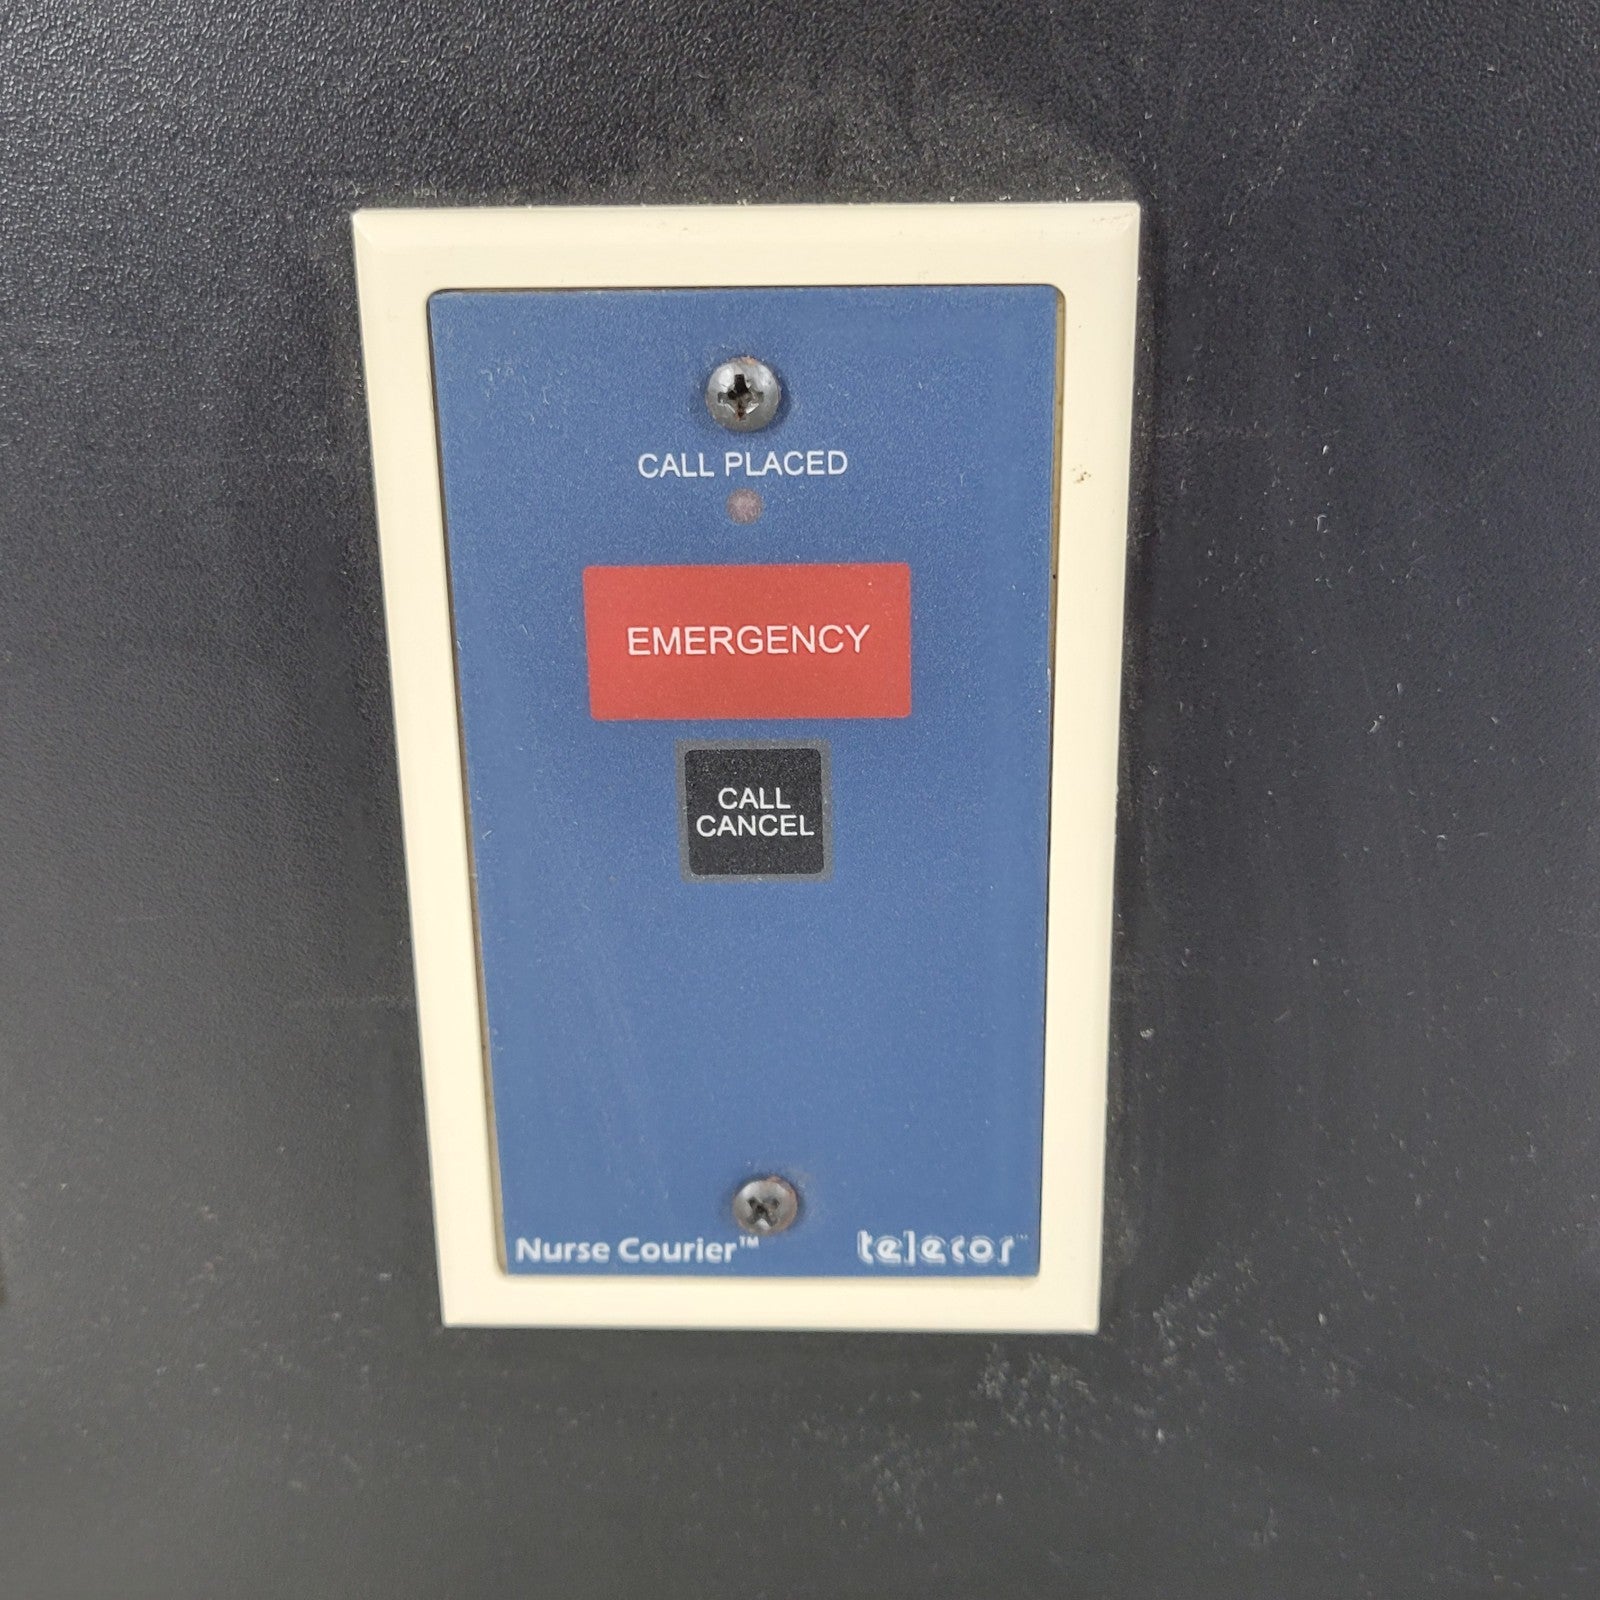 CALL PLACED
EMERGENCY
CALL
CANCEL
Nurse Courier™ telecor™